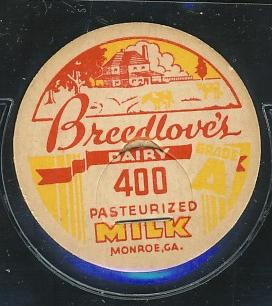 Breedlove's
DAIRY
GRADE
A
400
PASTEURIZED
MILK
MONROE, GA.